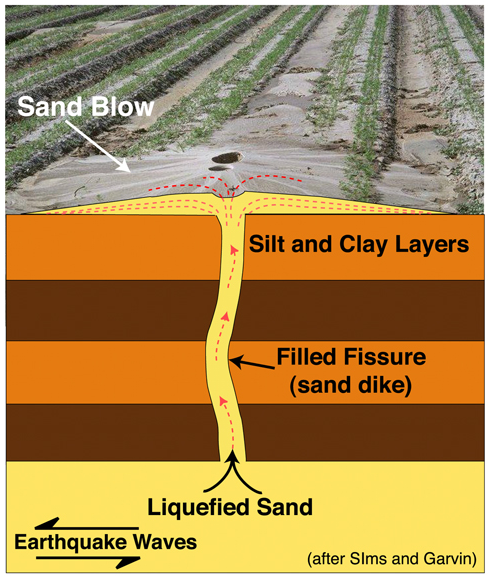 Sand Blow
Silt and Clay Layers
Filled Fissure
(sand dike)
Liquefied Sand
Earthquake Waves
(after SIms and Garvin)